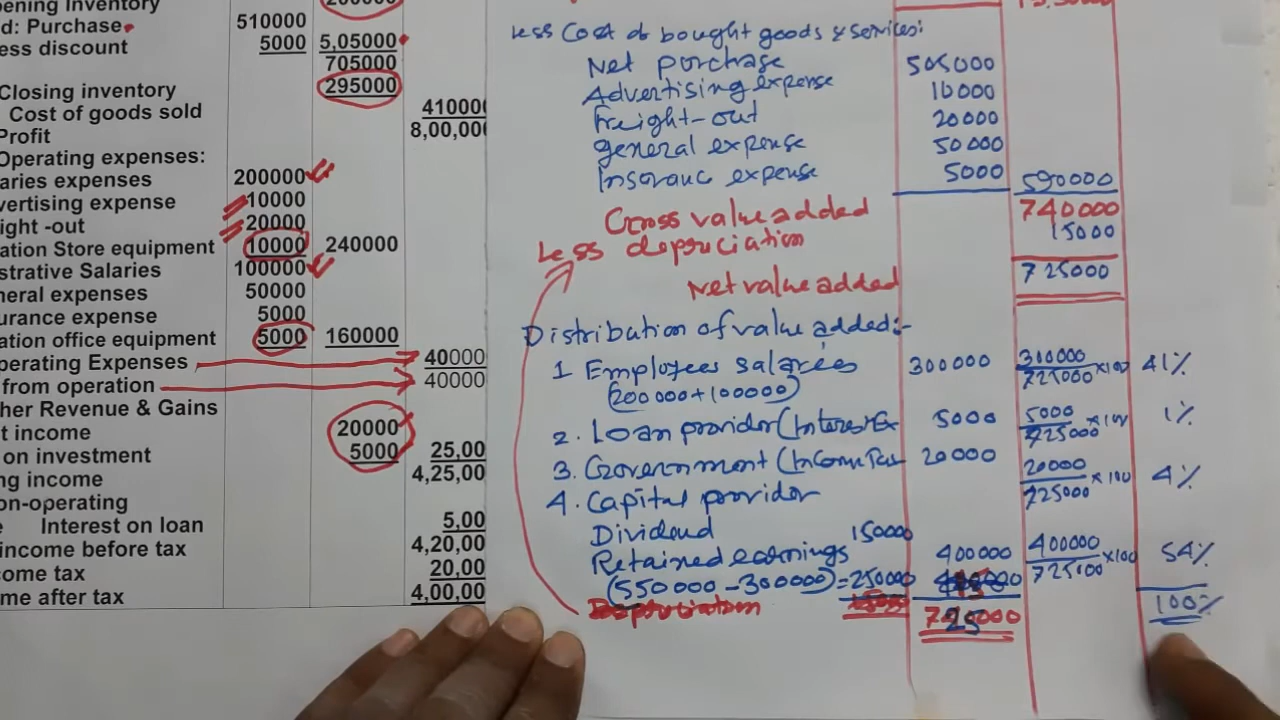 pening Inventory
d: Purchase 510000
ess discount 5000 5,05000
705000
Closing inventory 295000
Cost of goods sold 41000
Profit 8,00,00
Operating expenses:
aries expenses 200000
vertising expense 10000
ight -out 20000
ation Store equipment 10000 240000
strative Salaries 100000
neral expenses 50000
urance expense 5000
ation office equipment 5000 160000
perating Expenses 40000
from operation 40000
her Revenue & Gains
t income 20000
on investment 5000 25,00
ng income 4,25,00
on-operating
e Interest on loan 5,00
income before tax 4,20,00
ome tax 20,00
me after tax 4,00,00
Less Cost of bought goods & services:
Net purchase 505000
Advertising expense 10000
Freight-out 20000
general expense 50000
Insuranc expense 5000 590000
Gross value added 740000
Less depreciation 15000
Net value added 725000
Distribution of value added:-
1 Employees salaries 300000 300000/725000 ×100 41%
(200000+100000)
2. Loan provider (Interest Ex 5000 5000/725000 ×100 1%
3. Government (Income Tax 20000 20000/725000 ×100 4%
4. Capital provider
Dividend 150000
Retained earnings 400000 400000/725000 ×100 54%
(550000-300000) = 250000
Depreciation 725000 100%